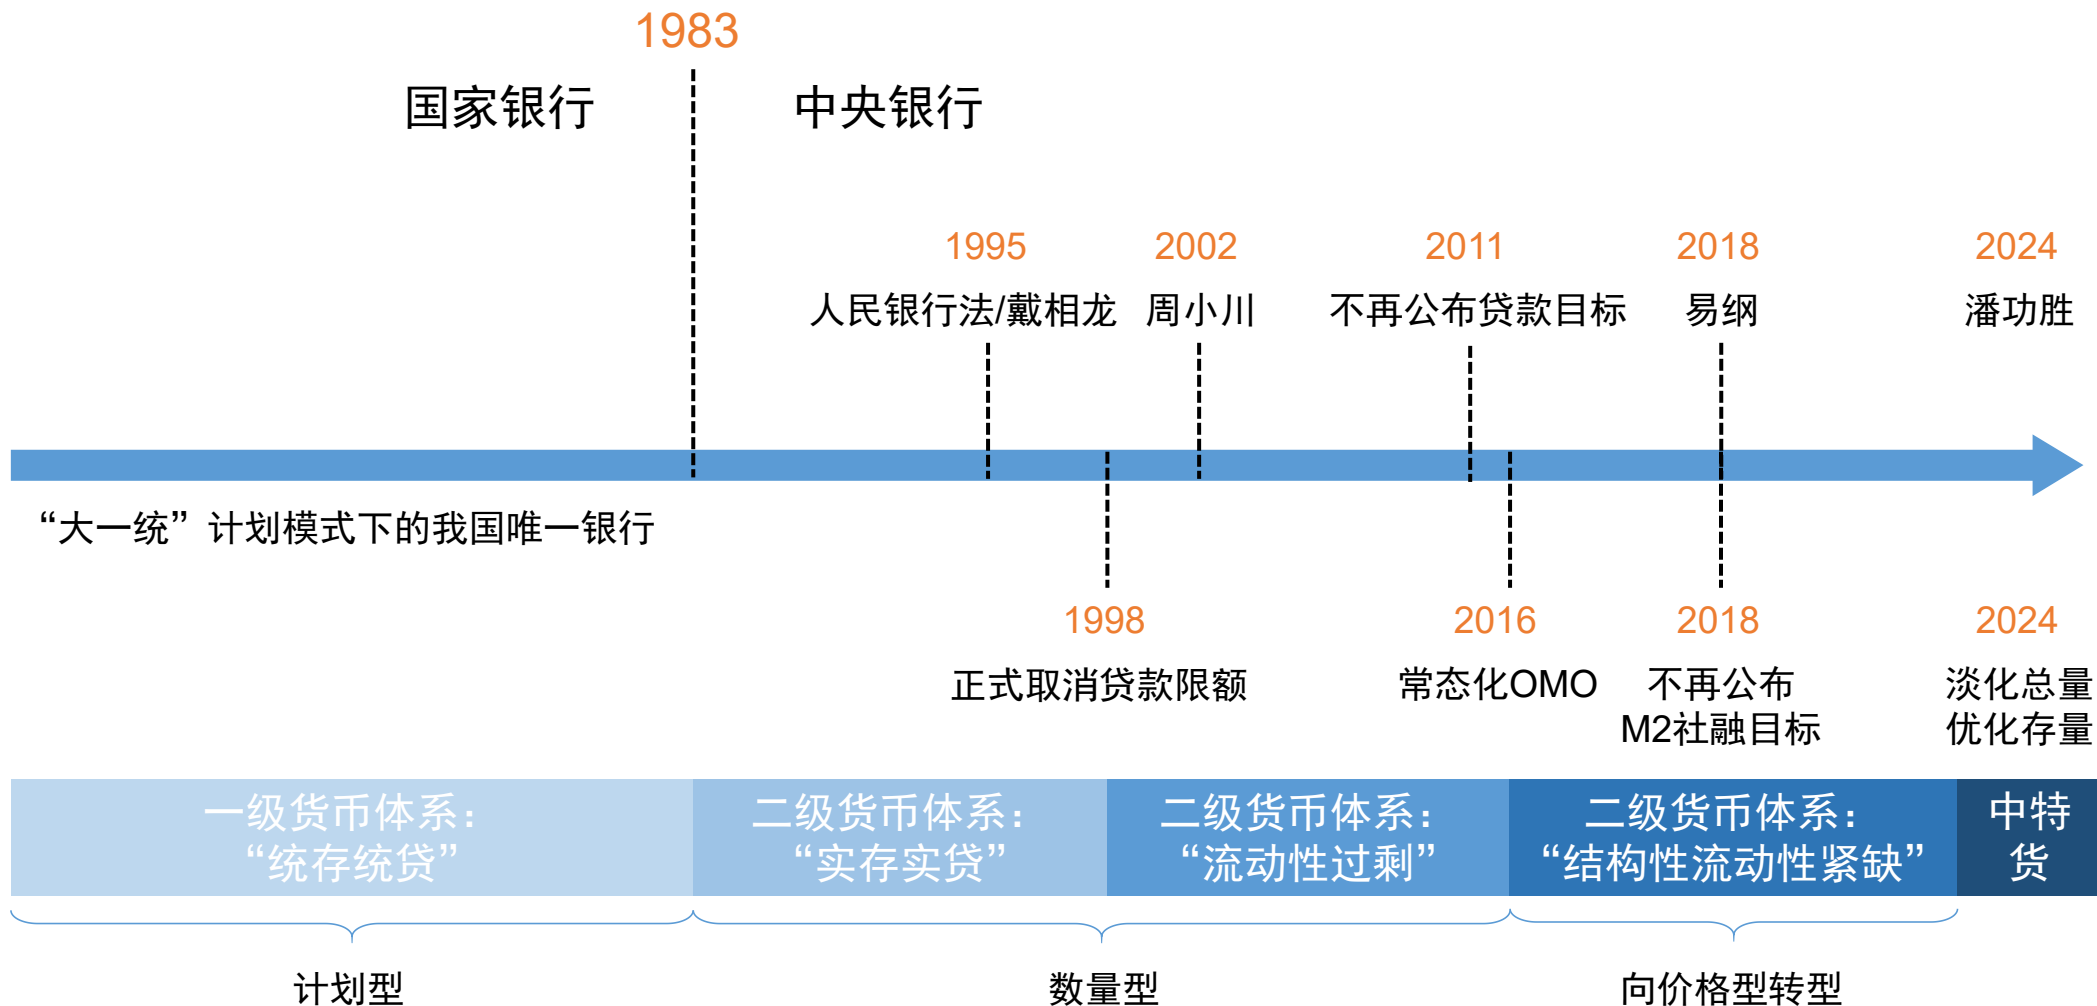 1983
国家银行
中央银行
1995
2002
2011
2018
2024
人民银行法/戴相龙
周小川
不再公布贷款目标
易纲
潘功胜
“大一统”计划模式下的我国唯一银行
1998
2016
2018
2024
正式取消贷款限额
常态化OMO
不再公布
M2社融目标
淡化总量
优化存量
一级货币体系：
“统存统贷”
二级货币体系：
“实存实贷”
二级货币体系：
“流动性过剩”
二级货币体系：
“结构性流动性紧缺”
中特
货
计划型
数量型
向价格型转型